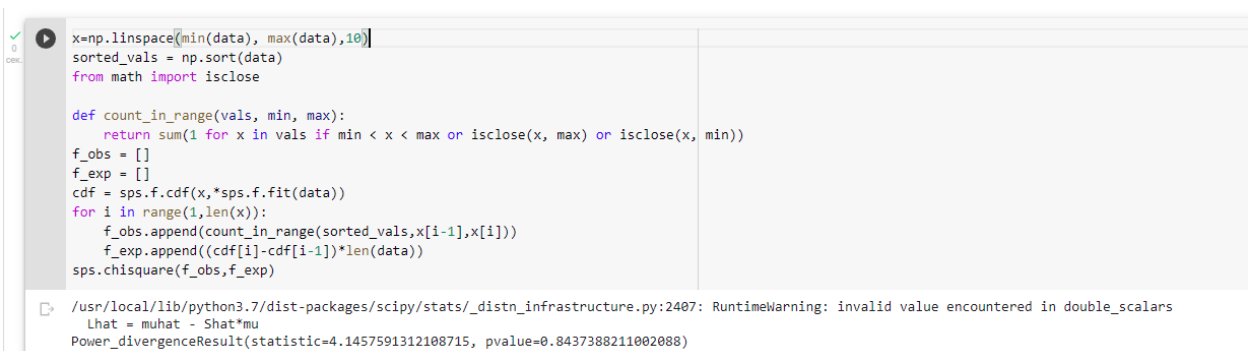 x=np.linspace(min(data), max(data),10)
sorted_vals = np.sort(data)
from math import isclose
def count_in_range(vals, min, max):
    return sum(1 for x in vals if min < x < max or isclose(x, max) or isclose(x, min))
f_obs = []
f_exp = []
cdf = sps.f.cdf(x,*sps.f.fit(data))
for i in range(1,len(x)):
    f_obs.append(count_in_range(sorted_vals,x[i-1],x[i]))
    f_exp.append((cdf[i]-cdf[i-1])*len(data))
sps.chisquare(f_obs,f_exp)
0
сек.
/usr/local/lib/python3.7/dist-packages/scipy/stats/_distn_infrastructure.py:2407: RuntimeWarning: invalid value encountered in double_scalars
  Lhat = muhat - Shat*mu
Power_divergenceResult(statistic=4.1457591312108715, pvalue=0.8437388211002088)